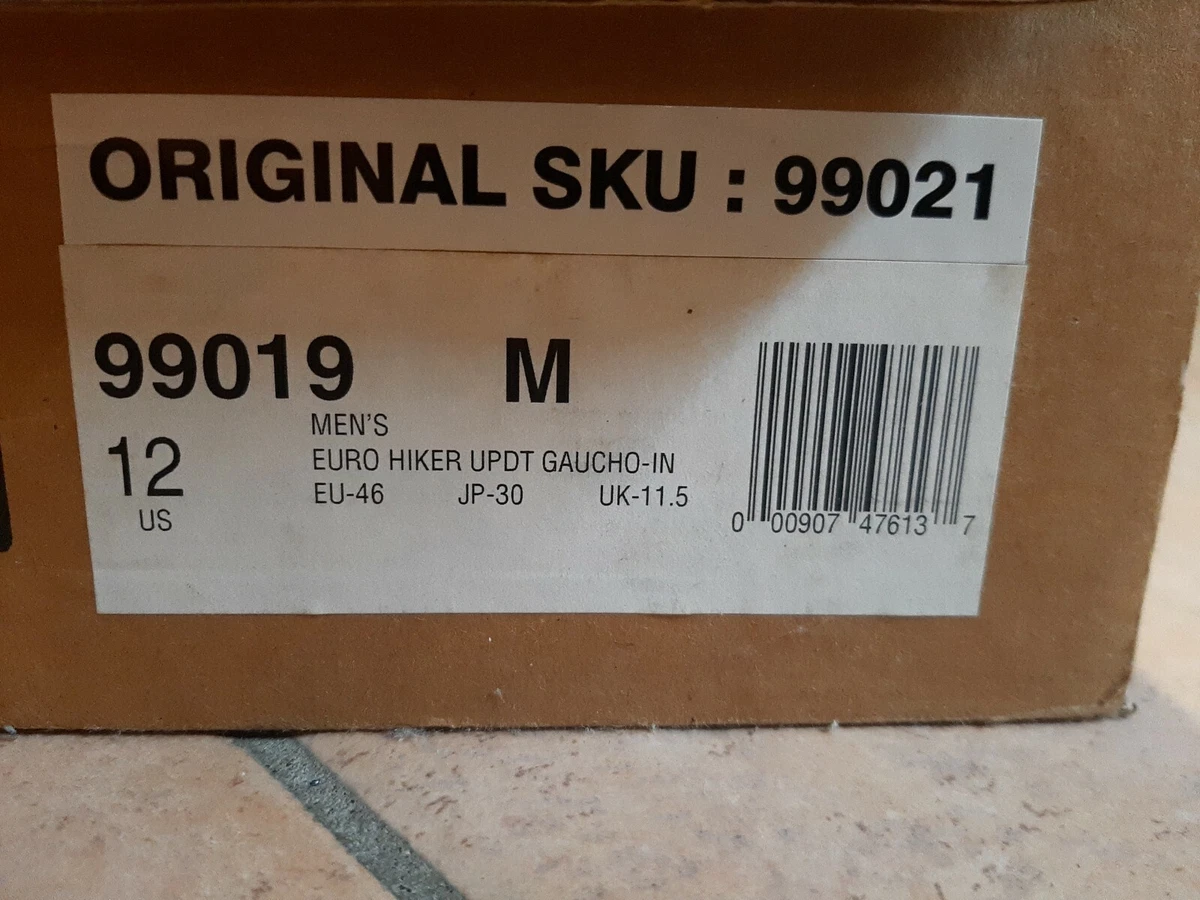 ORIGINAL SKU : 99021
99019 M
MEN'S
12
EURO HIKER UPDT GAUCHO-IN
EU-46 JP-30 UK-11.5
US
0 00907 47613 7